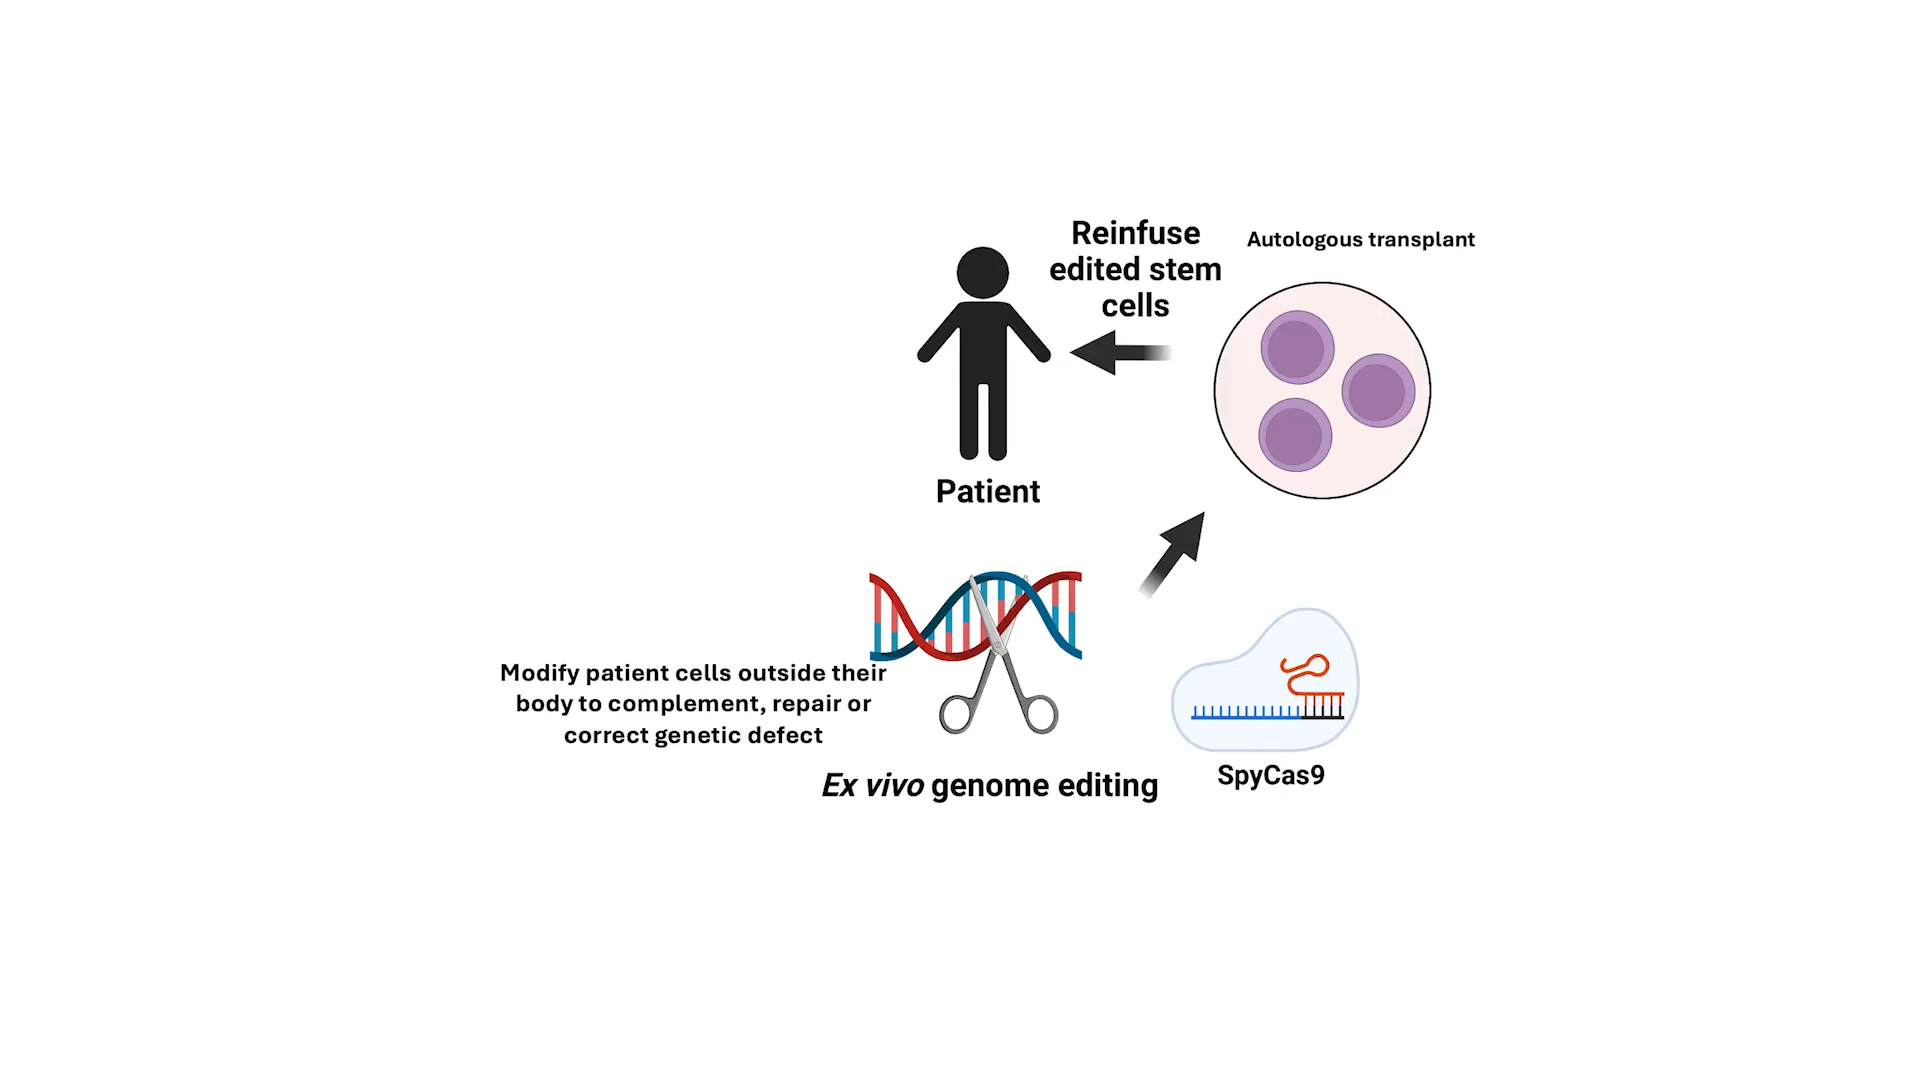 Reinfuse
edited stem
cells
Autologous transplant
Patient
Modify patient cells outside their
body to complement, repair or
correct genetic defect
Ex vivo genome editing
SpyCas9